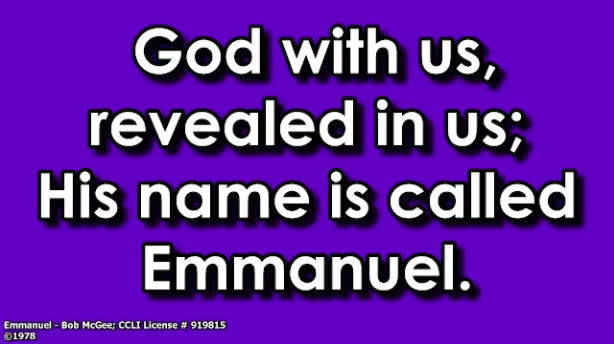 God with us,
revealed in us;
His name is called
Emmanuel.
Emmanuel - Bob McGee; CCLI License # 919815
©1978